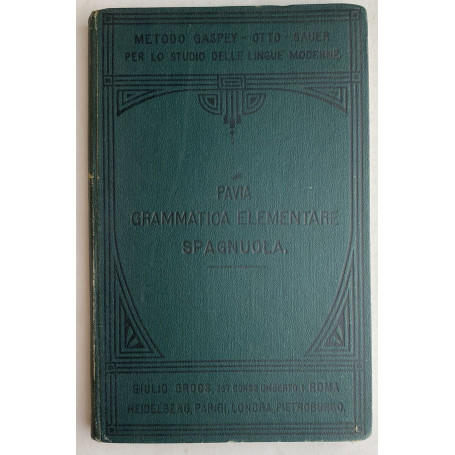 METODO GASPEY - OTTO - SAUER
PER LO STUDIO DELLE LINGUE MODERNE.
PAVIA
GRAMMATICA ELEMENTARE
SPAGNUOLA.
GIULIO GROOS, CORSO UMBERTO I, ROMA
HEIDELBERG, PARIGI, LONDRA, PIETROBURGO.